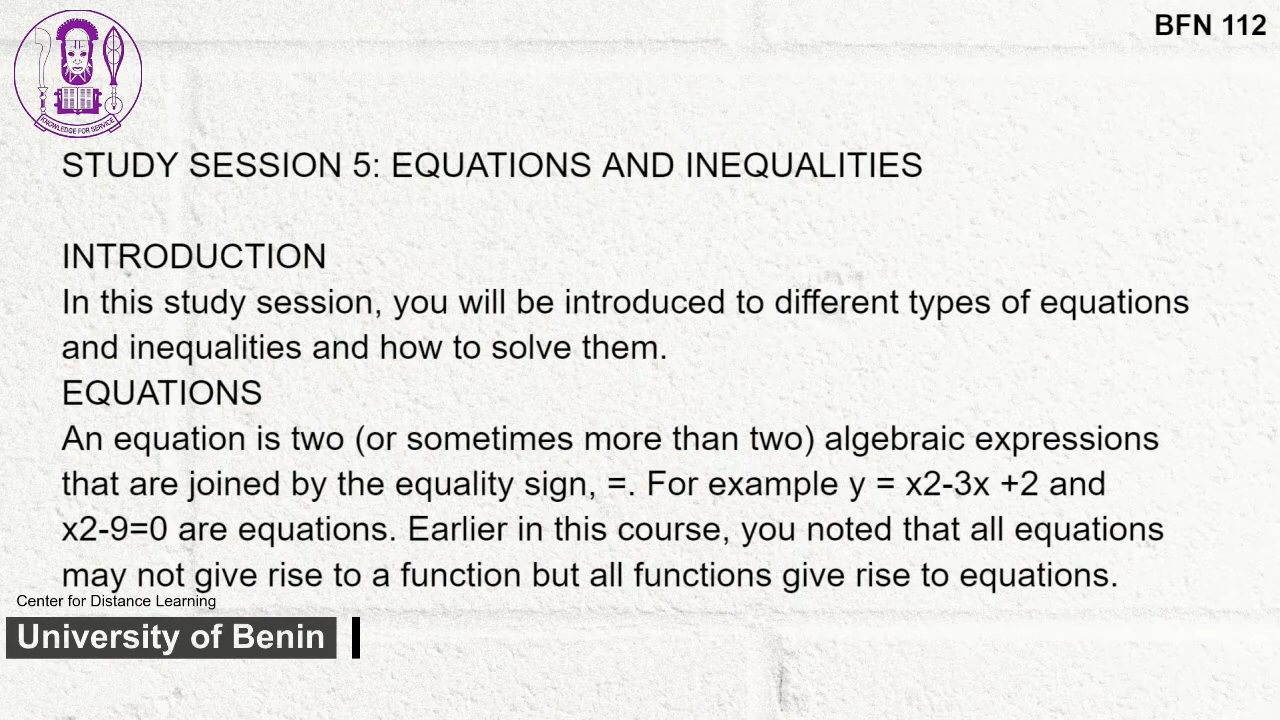 BFN 112
KNOWLEDGE FOR SERVICE
STUDY SESSION 5: EQUATIONS AND INEQUALITIES
INTRODUCTION
In this study session, you will be introduced to different types of equations
and inequalities and how to solve them.
EQUATIONS
An equation is two (or sometimes more than two) algebraic expressions
that are joined by the equality sign, =. For example y = x2-3x +2 and
x2-9=0 are equations. Earlier in this course, you noted that all equations
may not give rise to a function but all functions give rise to equations.
Center for Distance Learning
University of Benin